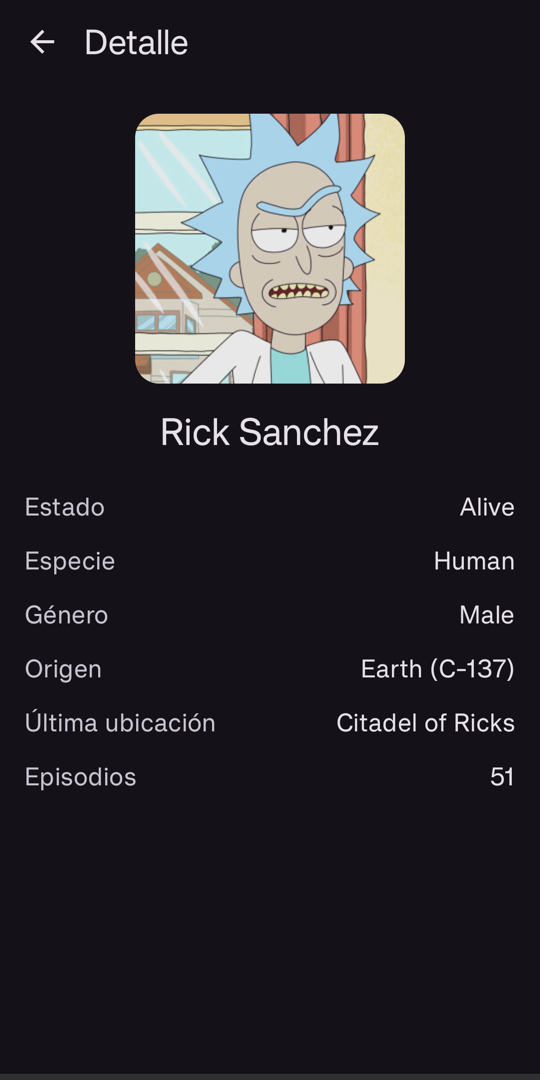 Detalle
Rick Sanchez
Estado Alive
Especie Human
Género Male
Origen Earth (C-137)
Última ubicación Citadel of Ricks
Episodios 51